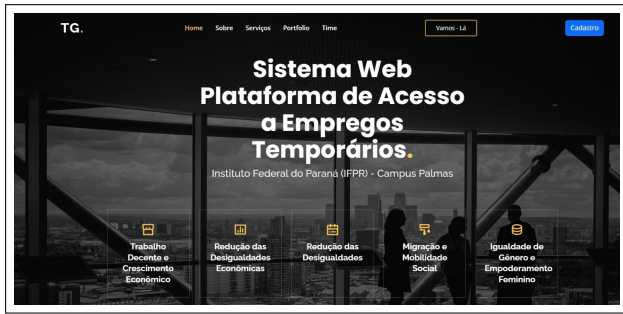 TG.
Home Sobre Serviços Portfolio Time
Vamos - Lá
Cadastro
Sistema Web
Plataforma de Acesso
a Empregos
Temporários.
Instituto Federal do Paraná (IFPR) - Campus Palmas
Trabalho
Decente e
Crescimento
Econômico
Redução das
Desigualdades
Econômicas
Redução das
Desigualdades
Migração e
Mobilidade
Social
Igualdade de
Gênero e
Empoderamento
Feminino